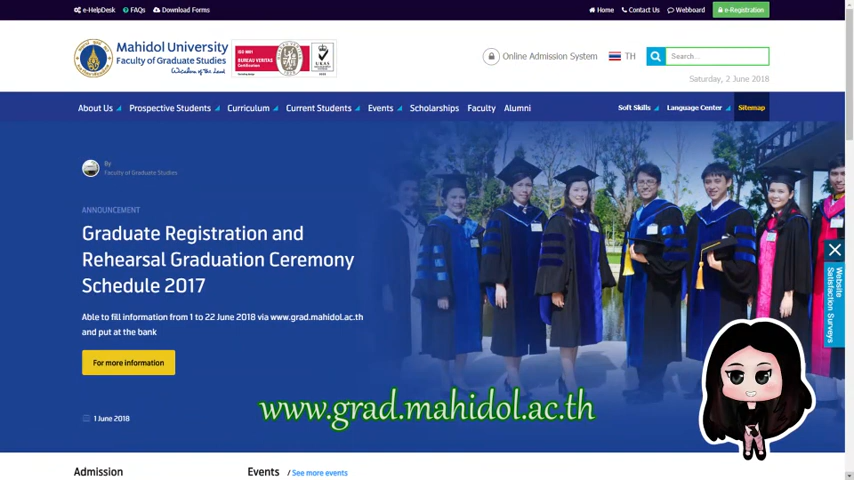 e-HelpDesk FAQs Download Forms
Home Contact Us Webboard e-Registration
Mahidol University
Faculty of Graduate Studies
Wisdom of the Land
ISO 9001
BUREAU VERITAS
Certification
UKAS
Online Admission System TH Search...
Saturday, 2 June 2018
About Us Prospective Students Curriculum Current Students Events Scholarships Faculty Alumni
Soft Skills Language Center Sitemap
By
Faculty of Graduate Studies
ANNOUNCEMENT
Graduate Registration and
Rehearsal Graduation Ceremony
Schedule 2017
Able to fill information from 1 to 22 June 2018 via www.grad.mahidol.ac.th
and put at the bank
For more information
Website
Satisfaction Surveys
www.grad.mahidol.ac.th
1 June 2018
Admission
Events / See more events